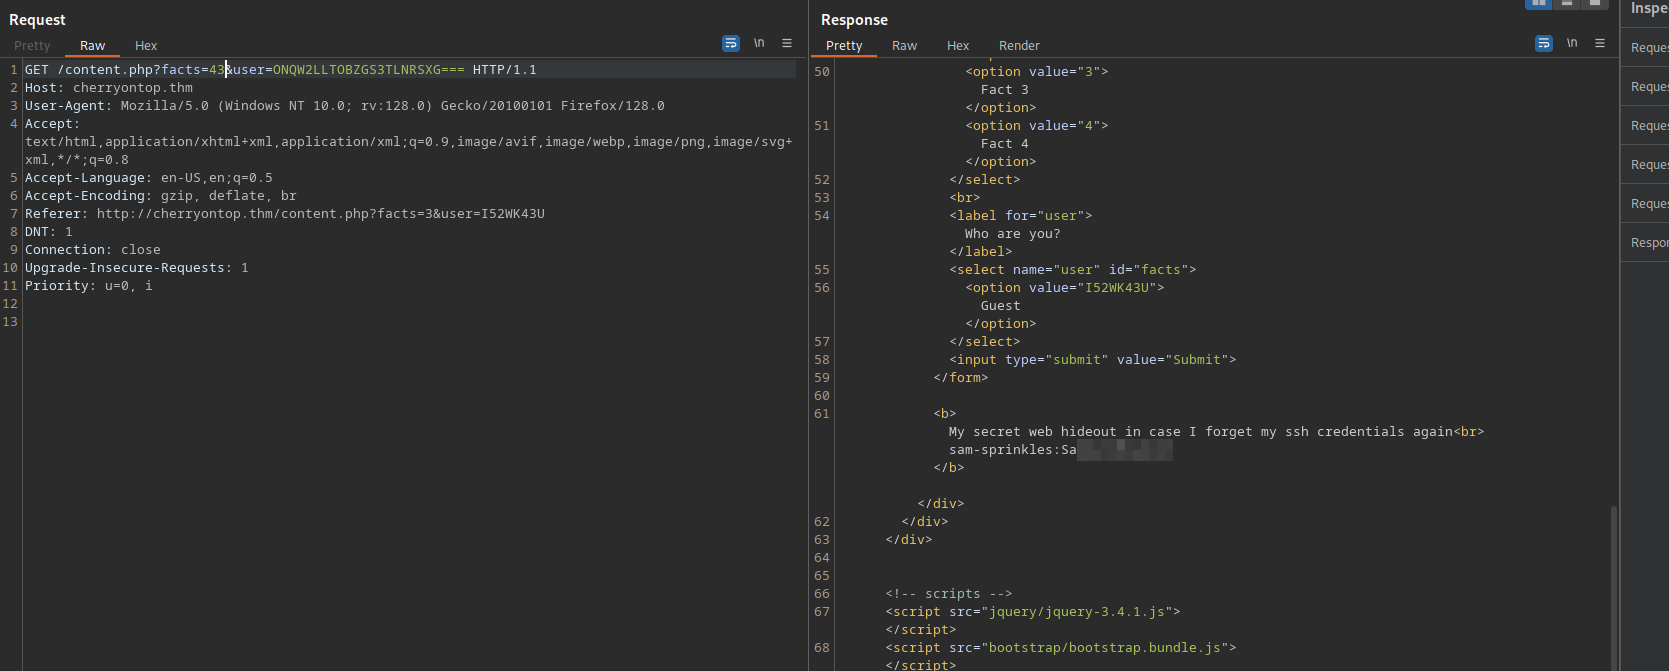 Request
Pretty Raw Hex
\n
1 GET /content.php?facts=43&user=ONQW2LLTOBZGS3TLNRSXG=== HTTP/1.1
2 Host: cherryontop.thm
3 User-Agent: Mozilla/5.0 (Windows NT 10.0; rv:128.0) Gecko/20100101 Firefox/128.0
4 Accept:
text/html,application/xhtml+xml,application/xml;q=0.9,image/avif,image/webp,image/png,image/svg+
xml,*/*;q=0.8
5 Accept-Language: en-US,en;q=0.5
6 Accept-Encoding: gzip, deflate, br
7 Referer: http://cherryontop.thm/content.php?facts=3&user=I52WK43U
8 DNT: 1
9 Connection: close
10 Upgrade-Insecure-Requests: 1
11 Priority: u=0, i
12
13
Response
Pretty Raw Hex Render
\n
50 <option value="3">
Fact 3
</option>
51 <option value="4">
Fact 4
</option>
52 </select>
53 <br>
54 <label for="user">
Who are you?
</label>
55 <select name="user" id="facts">
56 <option value="I52WK43U">
Guest
</option>
57 </select>
58 <input type="submit" value="Submit">
59 </form>
60
61 <b>
My secret web hideout in case I forget my ssh credentials again<br>
sam-sprinkles:Sa
</b>
</div>
62 </div>
63 </div>
64
65
66 <!-- scripts -->
67 <script src="jquery/jquery-3.4.1.js">
</script>
68 <script src="bootstrap/bootstrap.bundle.js">
</script>
Inspe
Reques
Reques
Reques
Reques
Reques
Respon